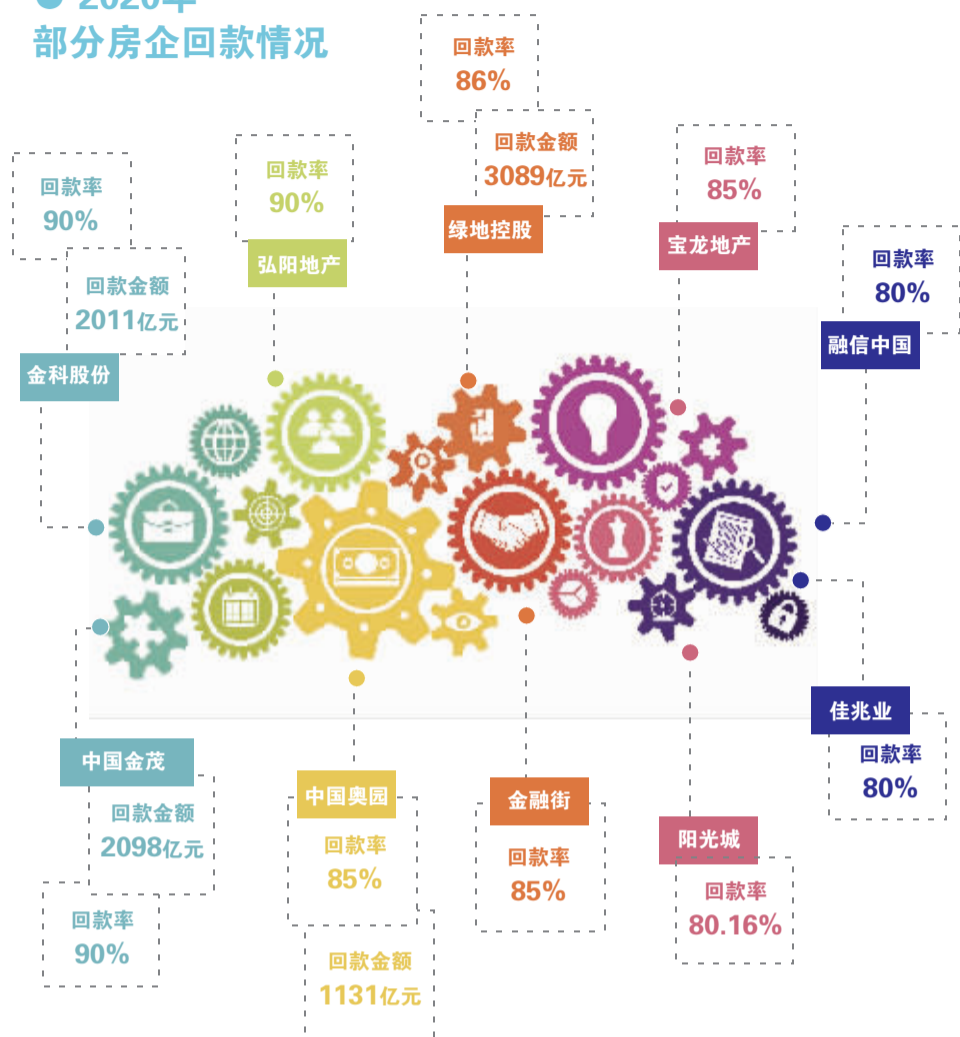 2020年
部分房企回款情况
回款率
86%
回款金额
3089亿元
绿地控股
回款率
90%
弘阳地产
回款率
85%
宝龙地产
回款率
90%
回款金额
2011亿元
金科股份
回款率
80%
融信中国
佳兆业
回款率
80%
中国金茂
回款金额
2098亿元
回款率
90%
中国奥园
回款率
85%
回款金额
1131亿元
金融街
回款率
85%
阳光城
回款率
80.16%